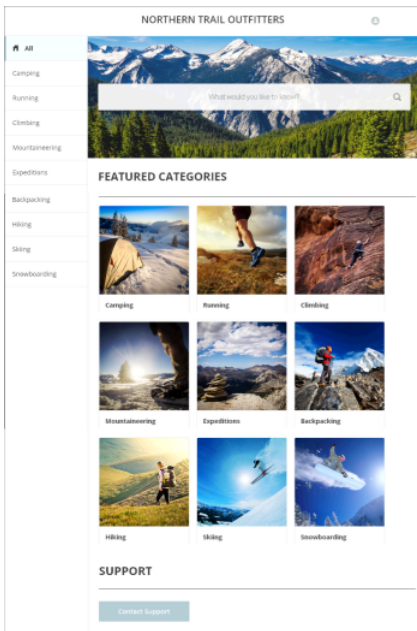 NORTHERN TRAIL OUTFITTERS
All
Camping
Running
Climbing
Mountaineering
Expeditions
Backpacking
Hiking
Skiing
Snowboarding
What would you like to know?
FEATURED CATEGORIES
Camping
Running
Climbing
Mountaineering
Expeditions
Backpacking
Hiking
Skiing
Snowboarding
SUPPORT
Contact Support